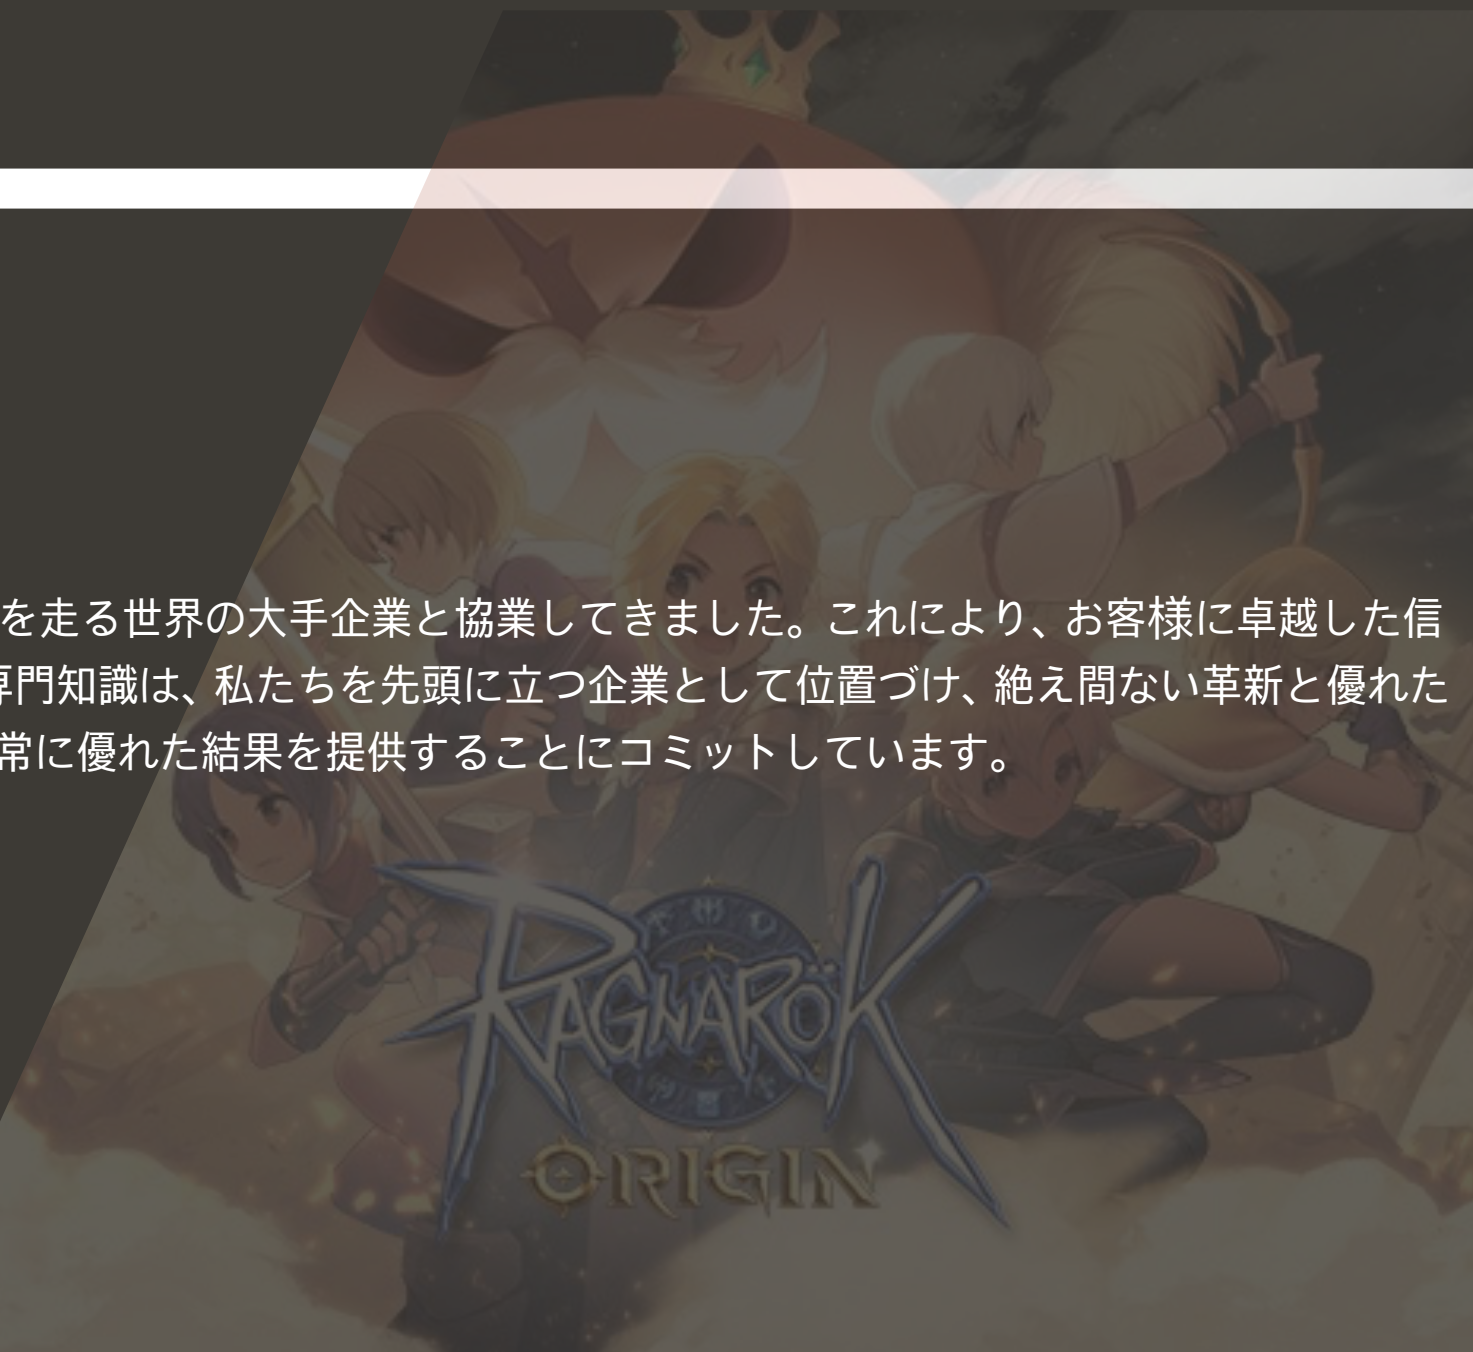 を走る世界の大手企業と協業してきました。これにより、お客様に卓越した信
専門知識は、私たちを先頭に立つ企業として位置づけ、絶え間ない革新と優れた
常に優れた結果を提供することにコミットしています。
RAGNARÖK
ORIGIN